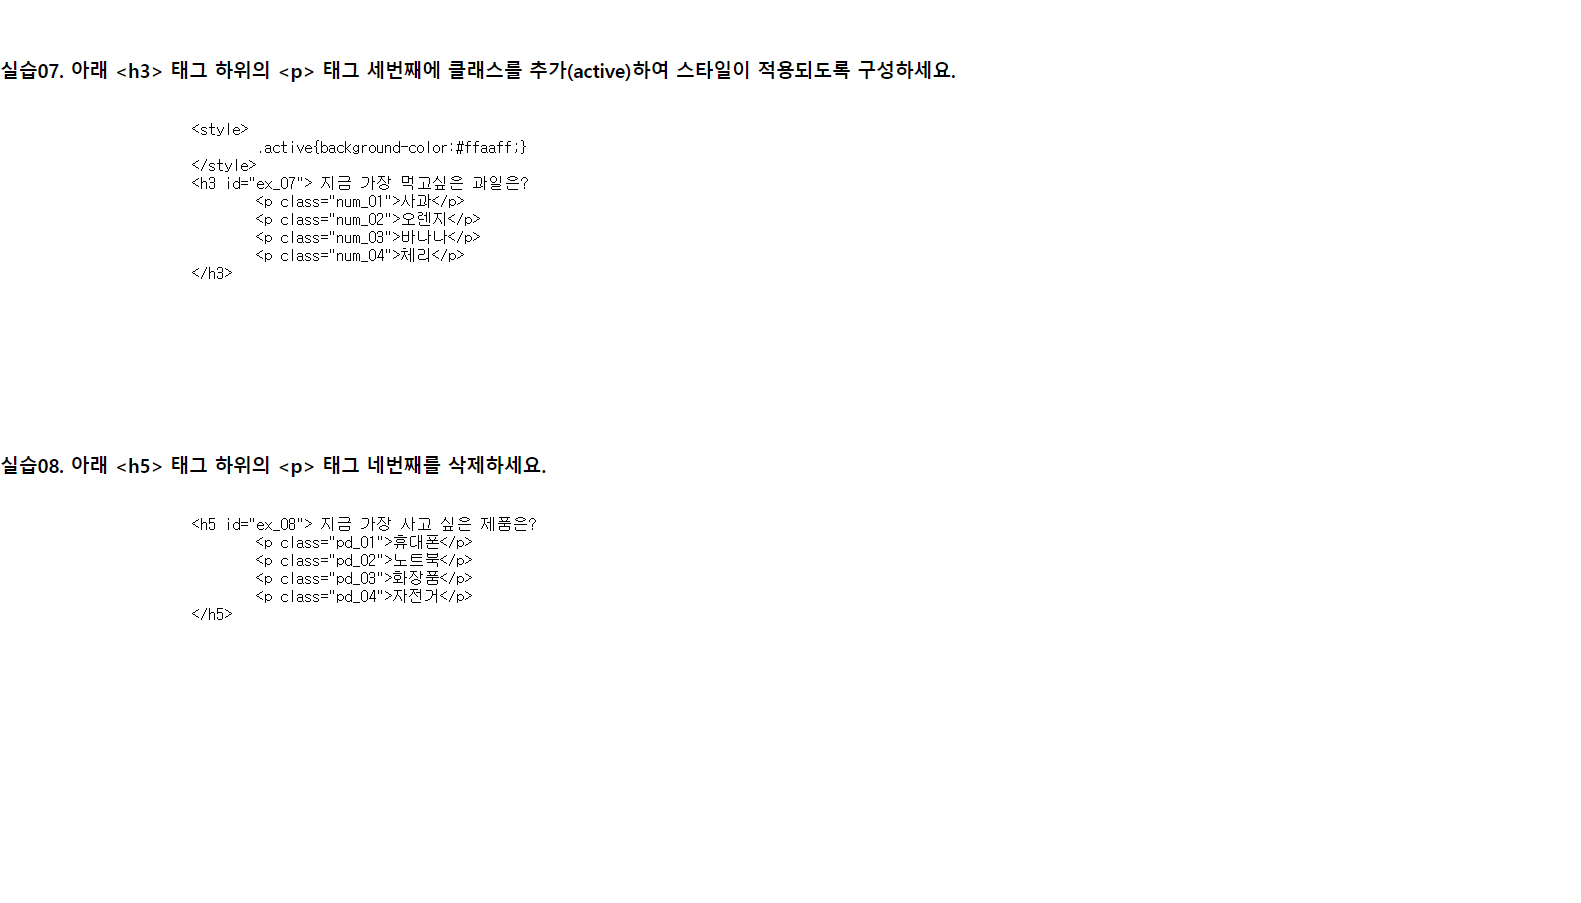 실습07. 아래 <h3> 태그 하위의 <p> 태그 세번째에 클래스를 추가(active)하여 스타일이 적용되도록 구성하세요.
<style>
.active{background-color:#ffaaff;}
</style>
<h3 id="ex_07"> 지금 가장 먹고싶은 과일은?
<p class="num_01">사과</p>
<p class="num_02">오렌지</p>
<p class="num_03">바나나</p>
<p class="num_04">체리</p>
</h3>
실습08. 아래 <h5> 태그 하위의 <p> 태그 네번째를 삭제하세요.
<h5 id="ex_08"> 지금 가장 사고 싶은 제품은?
<p class="pd_01">휴대폰</p>
<p class="pd_02">노트북</p>
<p class="pd_03">화장품</p>
<p class="pd_04">자전거</p>
</h5>